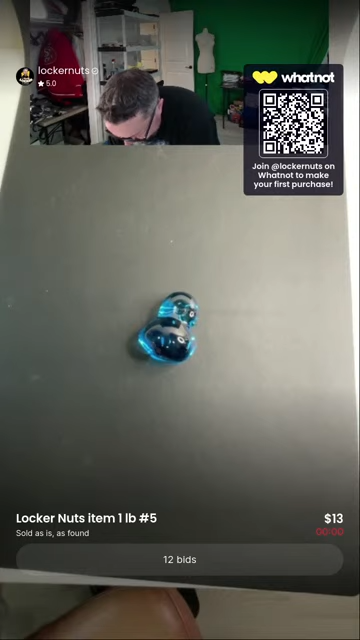 lockernuts
★ 5.0
whatnot
Join @lockernuts on
Whatnot to make
your first purchase!
Locker Nuts item 1 lb #5
$13
Sold as is, as found
00:00
12 bids